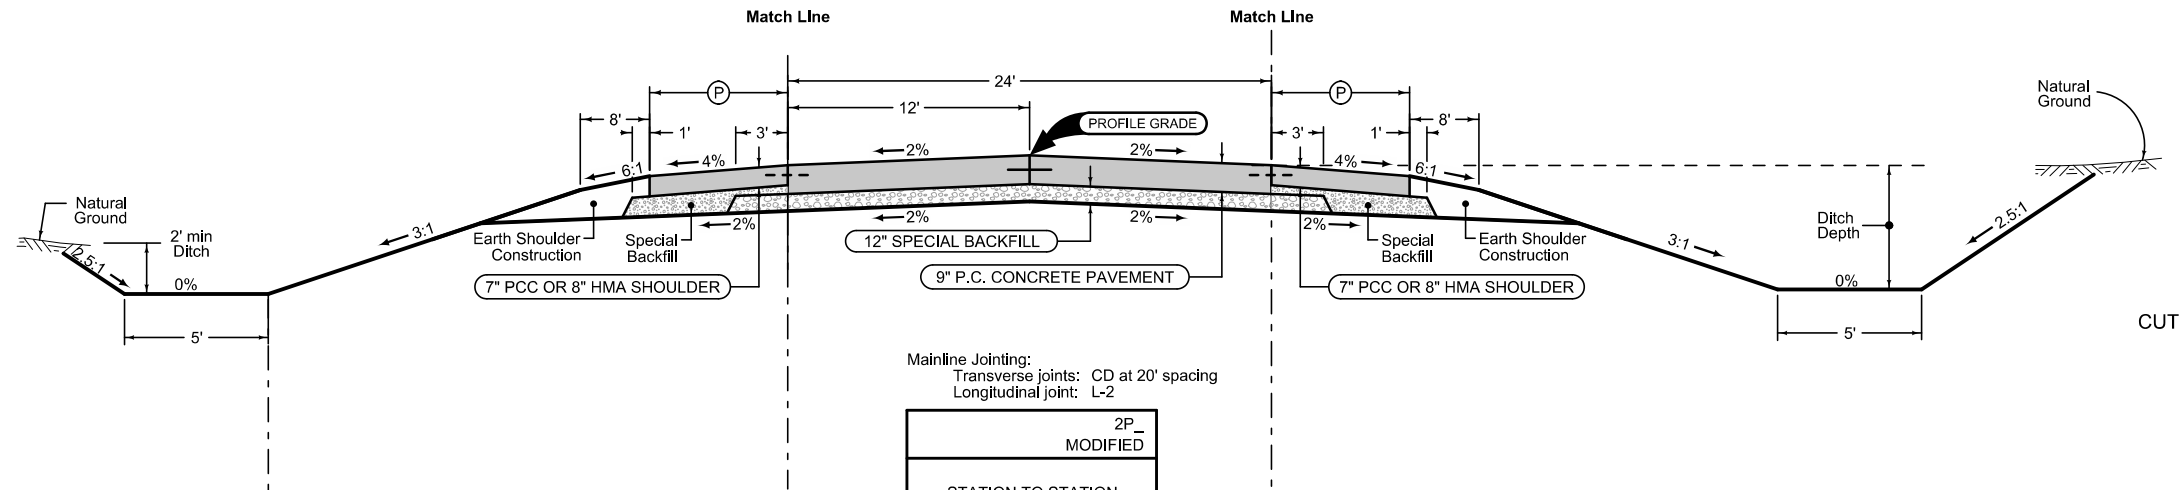 Match Line
Match Line
24'
P
P
12'
PROFILE GRADE
Natural
Ground
8'
1'
3'
3'
1'
8'
2%
2%
4%
4%
6:1
6:1
Natural
Ground
2' min
Ditch
3:1
2.5:1
0%
5'
Earth Shoulder
Construction
Special
Backfill
2%
2%
2%
2%
12" SPECIAL BACKFILL
9" P.C. CONCRETE PAVEMENT
7" PCC OR 8" HMA SHOULDER
7" PCC OR 8" HMA SHOULDER
Special
Backfill
Earth Shoulder
Construction
3:1
Ditch
Depth
2.5:1
0%
5'
CUT
Mainline Jointing:
Transverse joints: CD at 20' spacing
Longitudinal joint: L-2
2P_
MODIFIED
STATION TO STATION